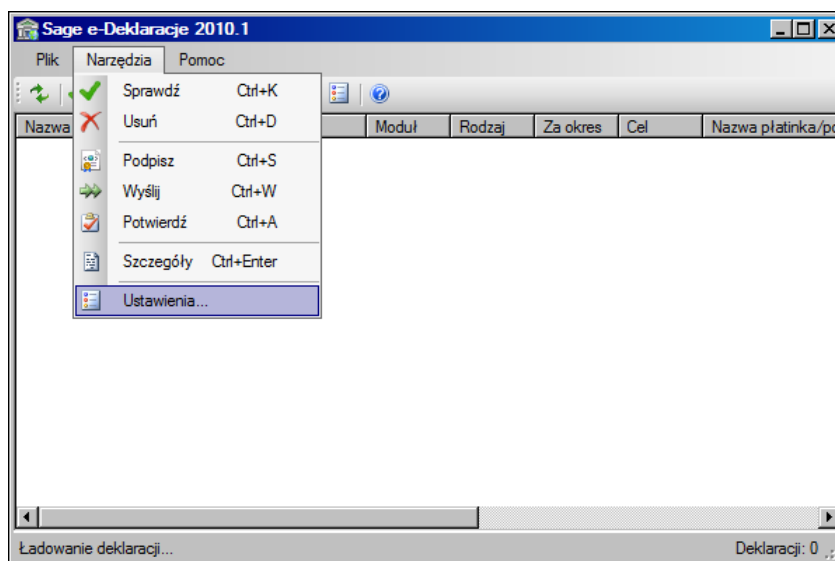 Sage e-Deklaracje 2010.1
Plik Narzędzia Pomoc
Sprawdź Ctrl+K
Nazwa Moduł Rodzaj Za okres Cel Nazwa płatinka/po
Usuń Ctrl+D
Podpisz Ctrl+S
Wyślij Ctrl+W
Potwierdź Ctrl+A
Szczegóły Ctrl+Enter
Ustawienia...
Ładowanie deklaracji... Deklaracji: 0